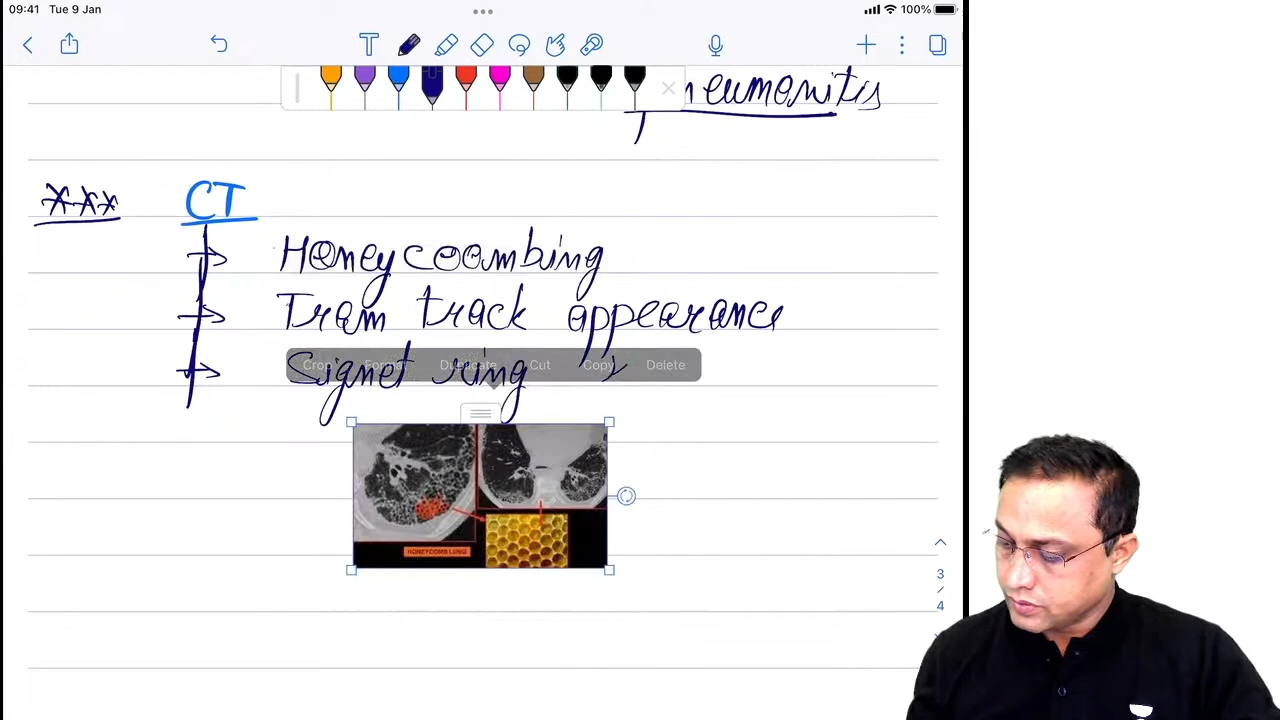 09:41 Tue 9 Jan
100%
T
neumonitis
CT
Honeycoombing
Tram track appearance
Crop Format Duplicate Cut Copy Delete
Signet ring
HONEYCOMB LUNG
3
4